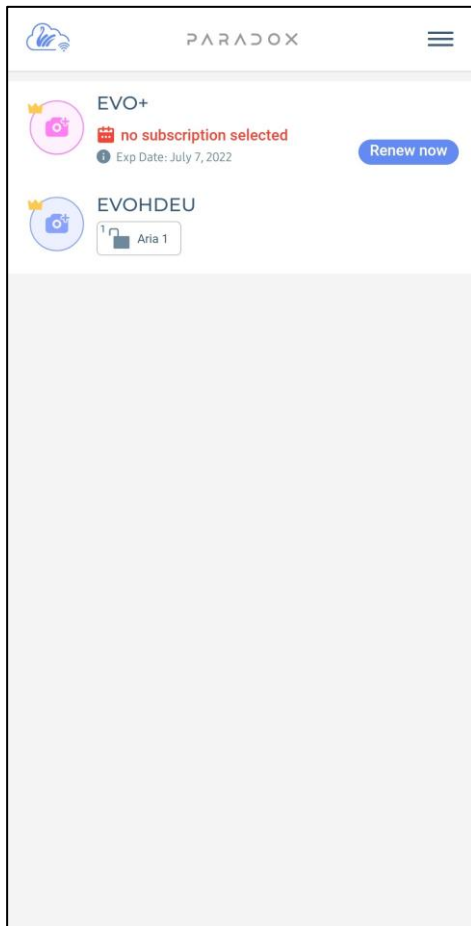 PARADOX
EVO+
no subscription selected
Exp Date: July 7, 2022
Renew now
EVOHDEU
1 Aria 1